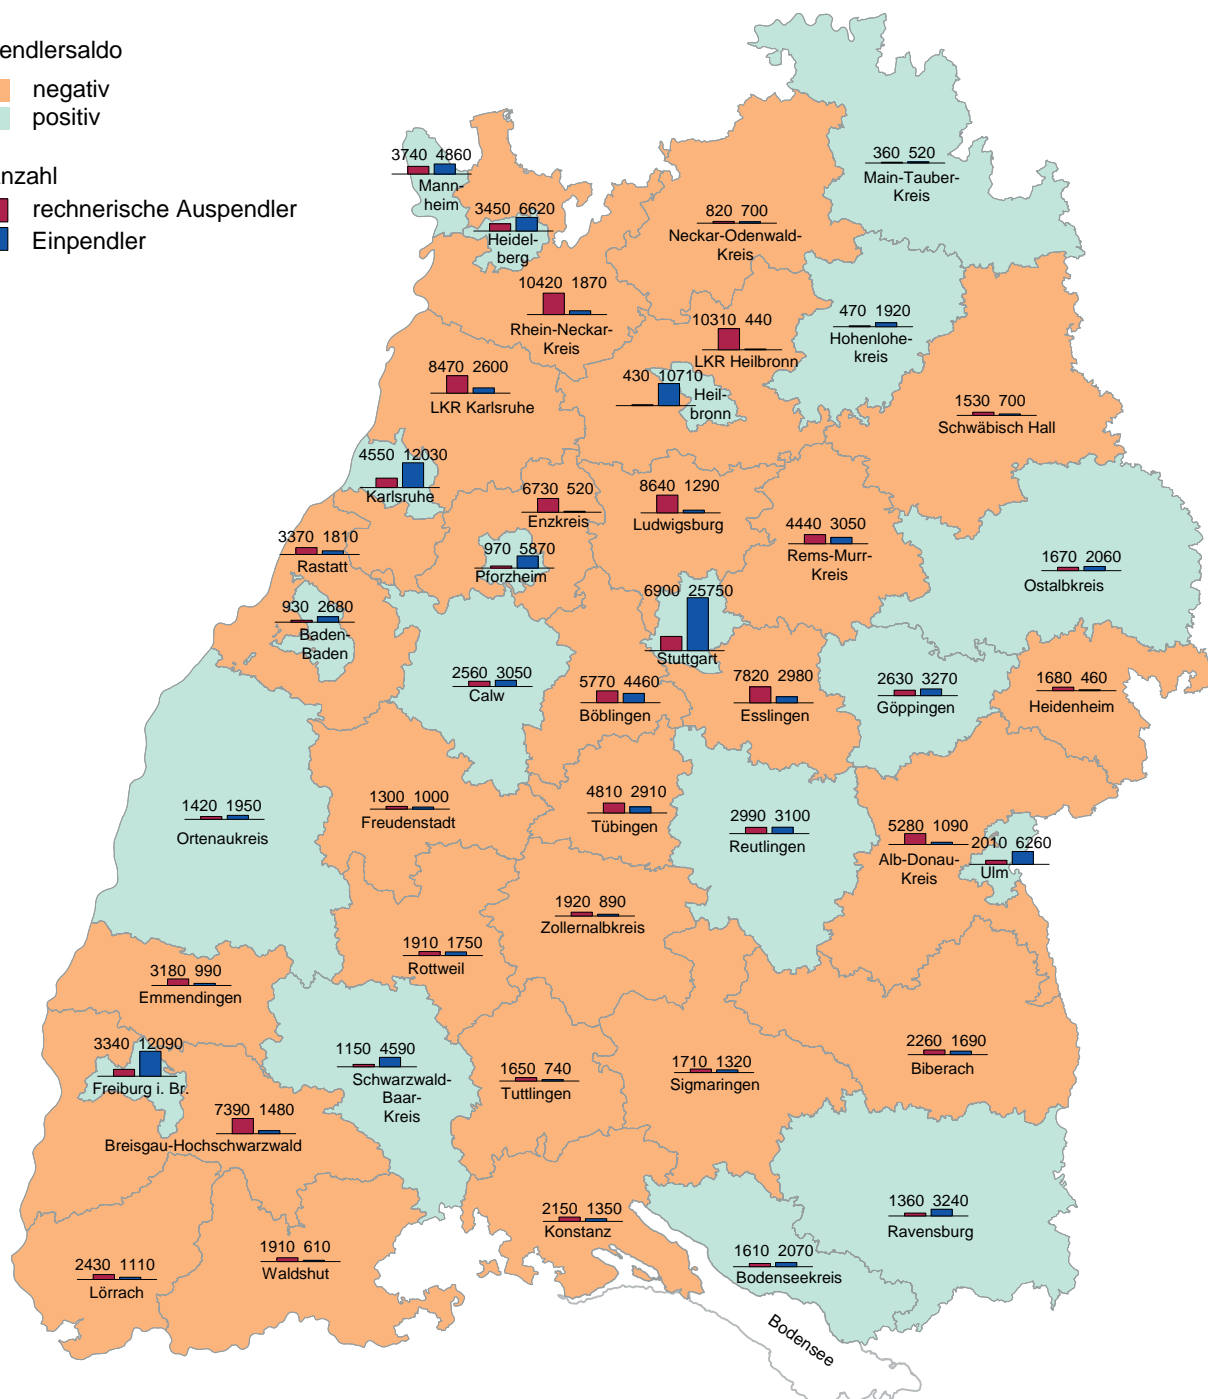 endlersaldo
negativ
positiv
nzahl
rechnerische Auspendler
Einpendler
360 520
Main-Tauber-
Kreis
3740 4860
Mann-
heim
3450 6620
Heidel-
berg
820 700
Neckar-Odenwald-
Kreis
10420 1870
Rhein-Neckar-
Kreis
10310 440
LKR Heilbronn
470 1920
Hohenlohe-
kreis
8470 2600
LKR Karlsruhe
430 10710
Heil-
bronn
1530 700
Schwäbisch Hall
4550 12030
Karlsruhe
6730 520
Enzkreis
8640 1290
Ludwigsburg
4440 3050
Rems-Murr-
Kreis
3370 1810
Rastatt
970 5870
Pforzheim
1670 2060
Ostalbkreis
930 2680
Baden-
Baden
6900 25750
Stuttgart
2560 3050
Calw
5770 4460
Böblingen
7820 2980
Esslingen
2630 3270
Göppingen
1680 460
Heidenheim
1420 1950
Ortenaukreis
1300 1000
Freudenstadt
4810 2910
Tübingen
2990 3100
Reutlingen
5280 1090
Alb-Donau-
Kreis
2010 6260
Ulm
1920 890
Zollernalbkreis
1910 1750
Rottweil
3180 990
Emmendingen
3340 12090
Freiburg i. Br.
1150 4590
Schwarzwald-
Baar-
Kreis
1650 740
Tuttlingen
1710 1320
Sigmaringen
2260 1690
Biberach
7390 1480
Breisgau-Hochschwarzwald
2150 1350
Konstanz
1360 3240
Ravensburg
1910 610
Waldshut
2430 1110
Lörrach
1610 2070
Bodenseekreis
Bodensee